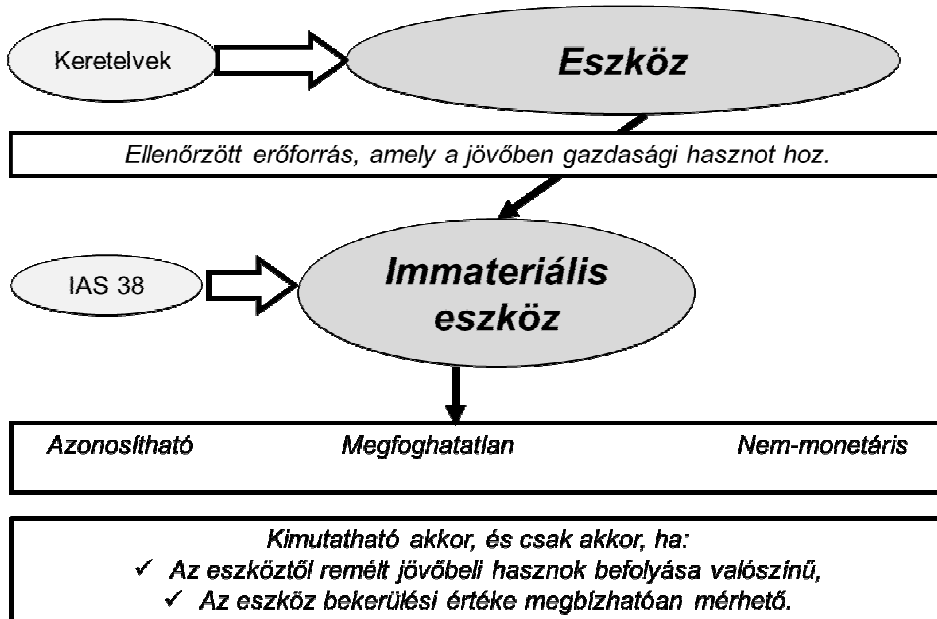 Keretelvek
Eszköz
Ellenőrzött erőforrás, amely a jövőben gazdasági hasznot hoz.
IAS 38
Immateriális
eszköz
Azonosítható Megfoghatatlan Nem-monetáris
Kimutatható akkor, és csak akkor, ha:
✓ Az eszköztől remélt jövőbeli hasznok befolyása valószínű,
✓ Az eszköz bekerülési értéke megbízhatóan mérhető.